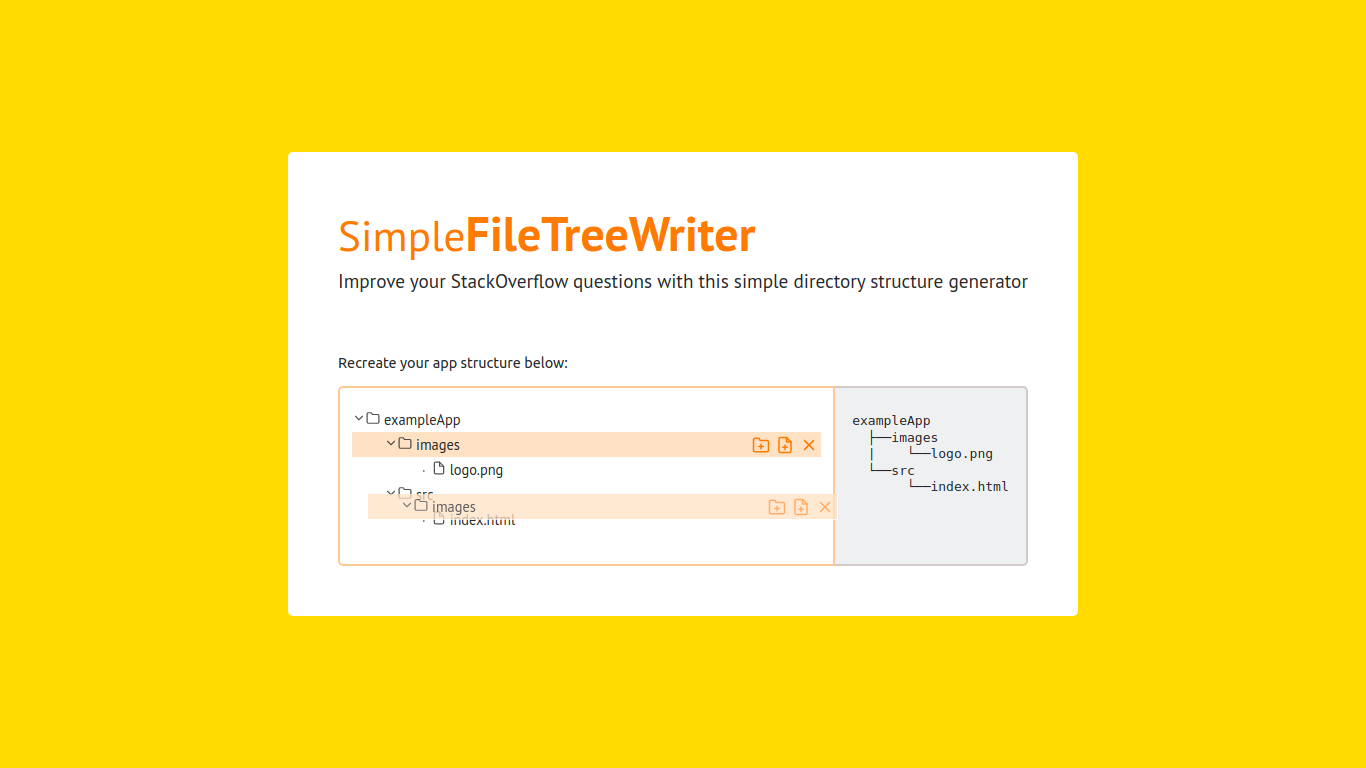 SimpleFileTreeWriter
Improve your StackOverflow questions with this simple directory structure generator
Recreate your app structure below:
exampleApp
images
logo.png
src
images
index.html
exampleApp
├──images
|    └──logo.png
└──src
     └──index.html